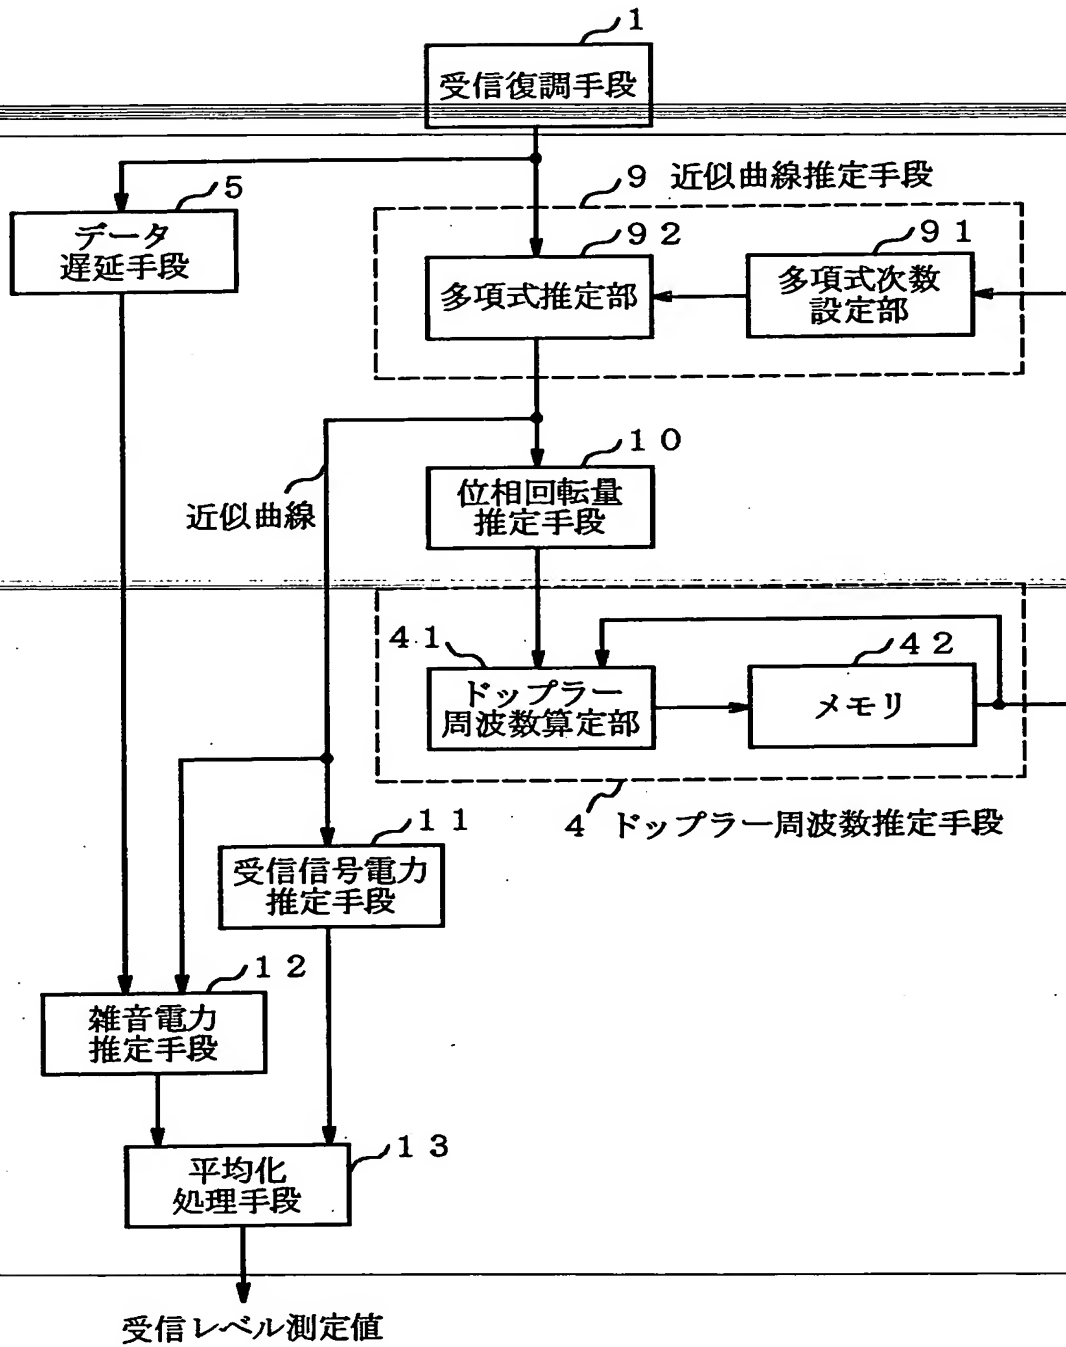 1
受信復調手段
5
データ
遅延手段
9 近似曲線推定手段
92
多項式推定部
91
多項式次数
設定部
10
位相回転量
推定手段
近似曲線
41
ドップラー
周波数算定部
42
メモリ
4 ドップラー周波数推定手段
11
受信信号電力
推定手段
12
雑音電力
推定手段
13
平均化
処理手段
受信レベル測定値